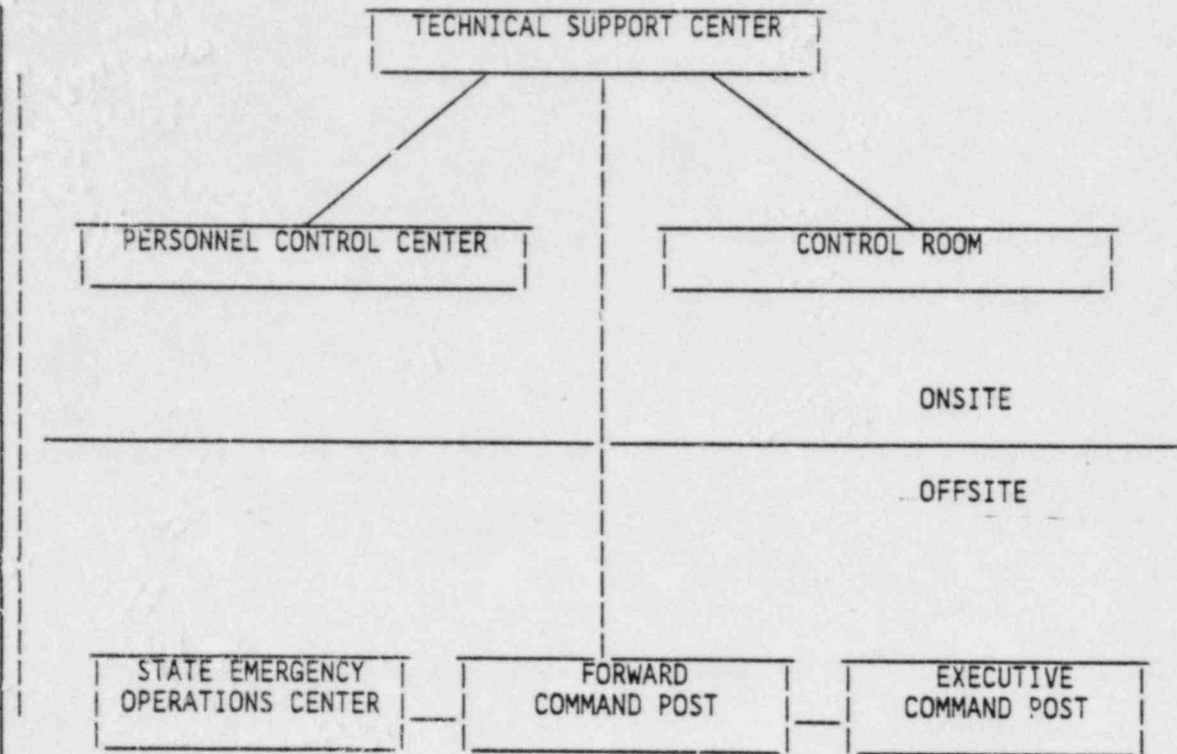 TECHNICAL SUPPORT CENTER
PERSONNEL CONTROL CENTER
CONTROL ROOM
ONSITE
OFFSITE
STATE EMERGENCY
OPERATIONS CENTER
FORWARD
COMMAND POST
EXECUTIVE
COMMAND POST